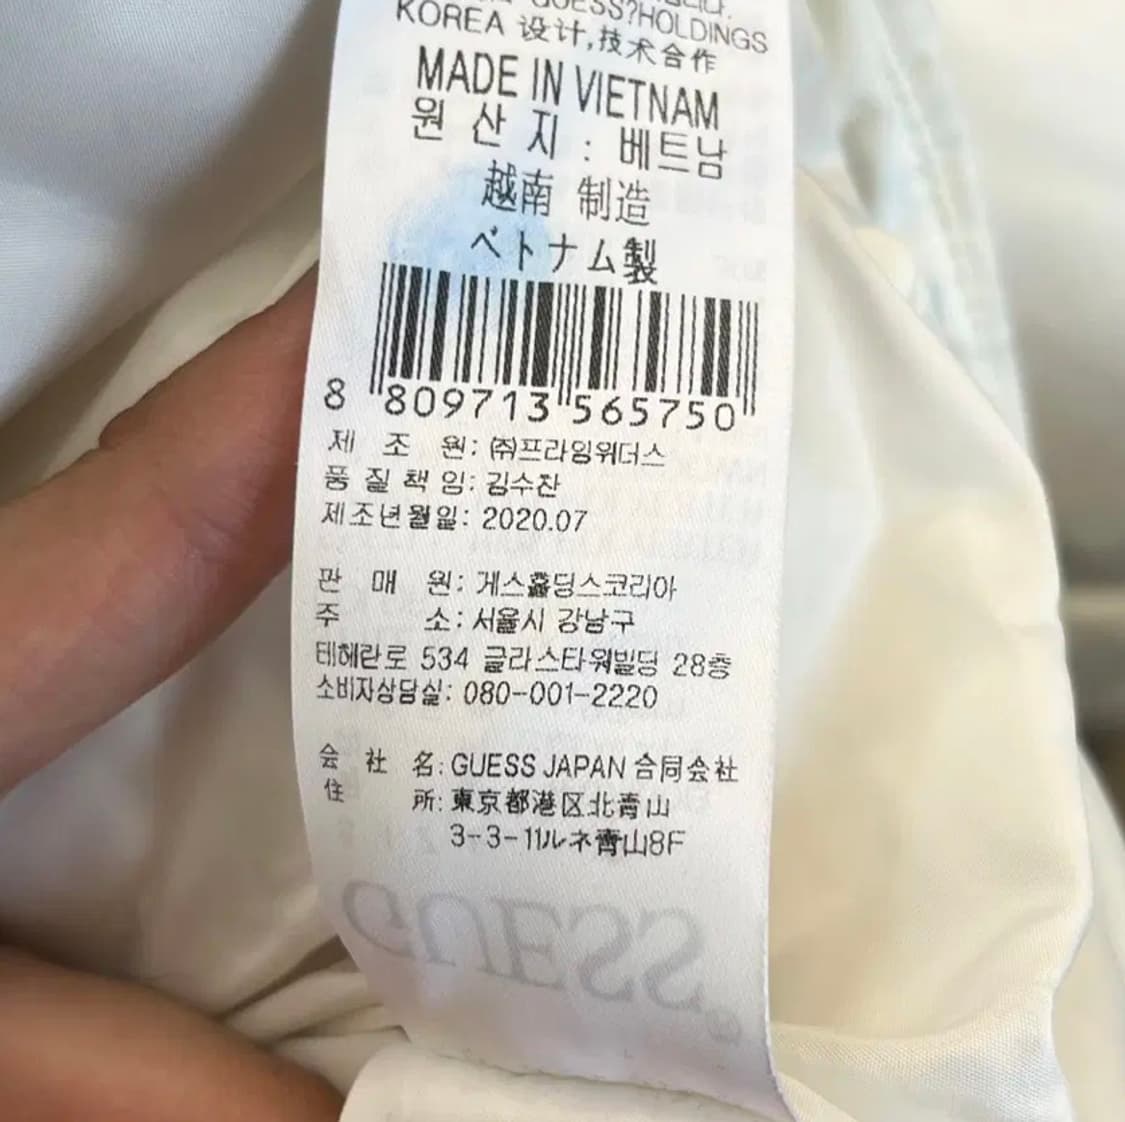 GUESS?HOLDINGS
KOREA 设计,技术合作
MADE IN VIETNAM
원 산 지 : 베트남
越南 制造
ベトナム製
8 809713 565750
제 조 원: (주)프라임위더스
품 질 책 임: 김수찬
제조년월일: 2020.07
판 매 원: 게스홀딩스코리아
주 소: 서울시 강남구
테헤란로 534 글라스타워빌딩 28층
소비자상담실: 080-001-2220
会 社 名: GUESS JAPAN 合同会社
住 所: 東京都港区北青山
3-3-11ルネ青山8F
GUESS